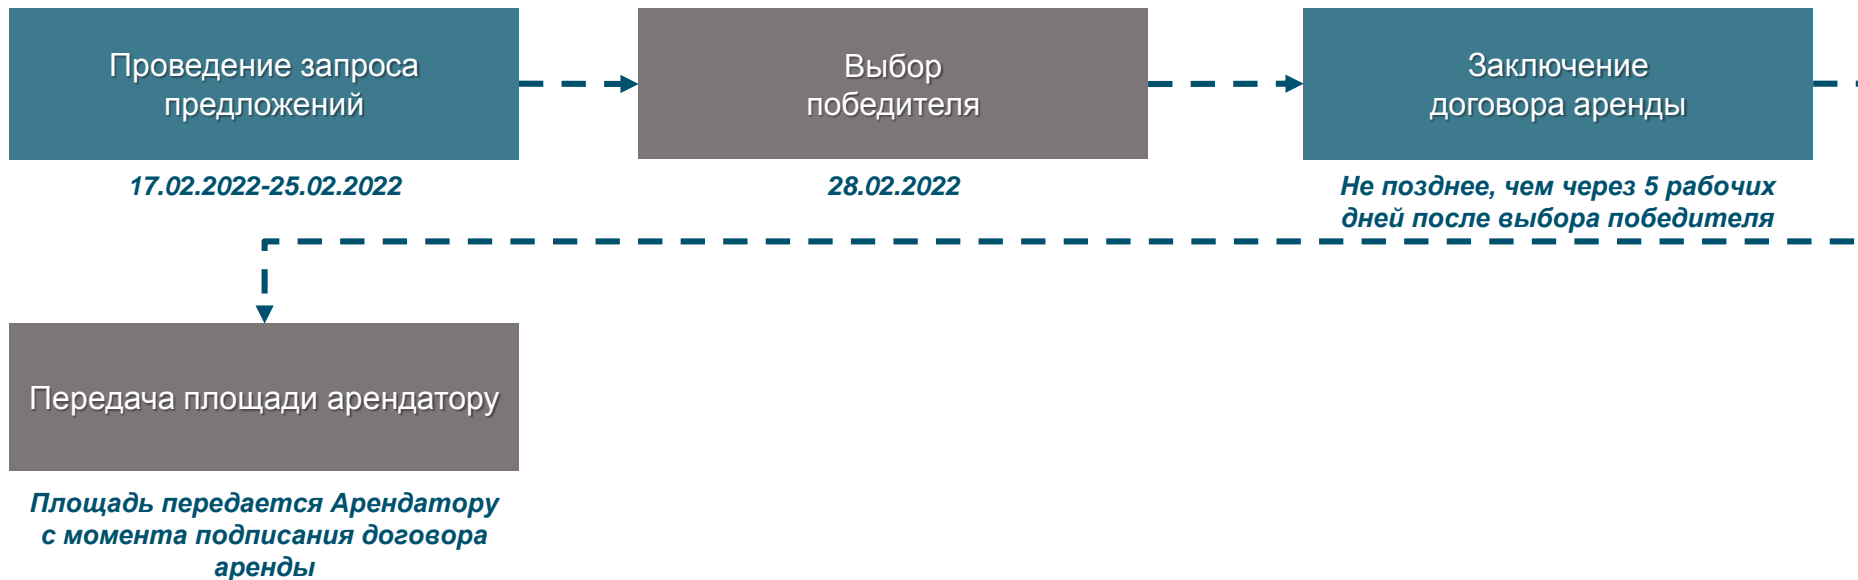 Проведение запроса
предложений
Выбор
победителя
Заключение
договора аренды
17.02.2022-25.02.2022
28.02.2022
Не позднее, чем через 5 рабочих
дней после выбора победителя
Передача площади арендатору
Площадь передается Арендатору
с момента подписания договора
аренды